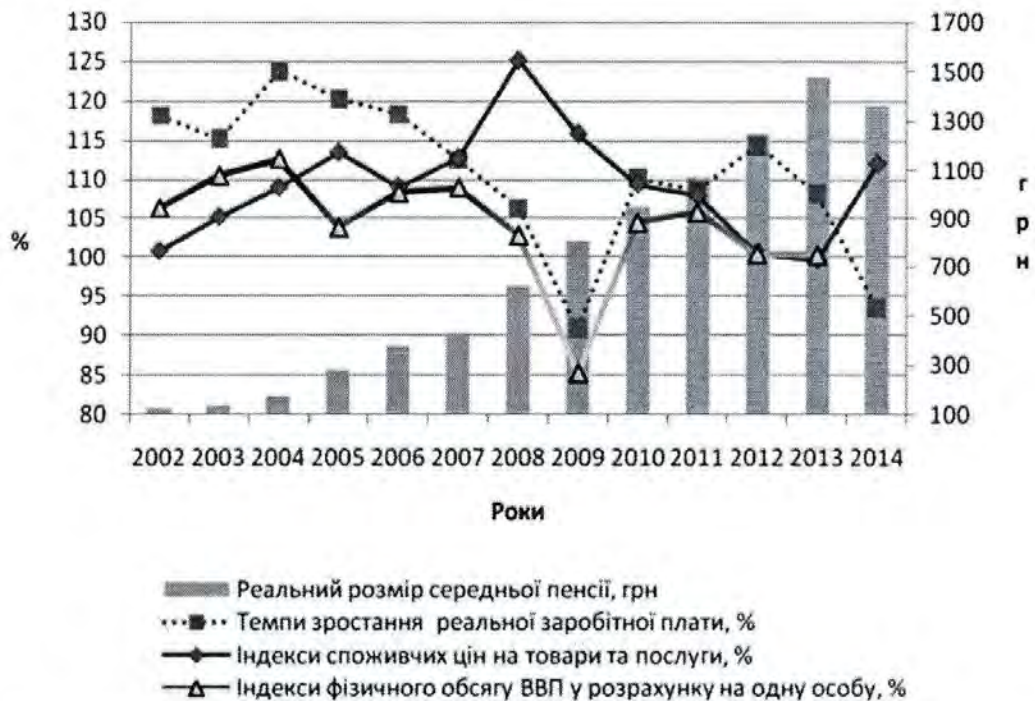 130
125
120
115
110
105
100
95
90
85
80
%
1700
1500
1300
1100
900
700
500
300
100
г
р
н
2002 2003 2004 2005 2006 2007 2008 2009 2010 2011 2012 2013 2014
Роки
Реальний розмір середньої пенсії, грн
Темпи зростання реальної заробітної плати, %
Індекси споживчих цін на товари та послуги, %
Індекси фізичного обсягу ВВП у розрахунку на одну особу, %